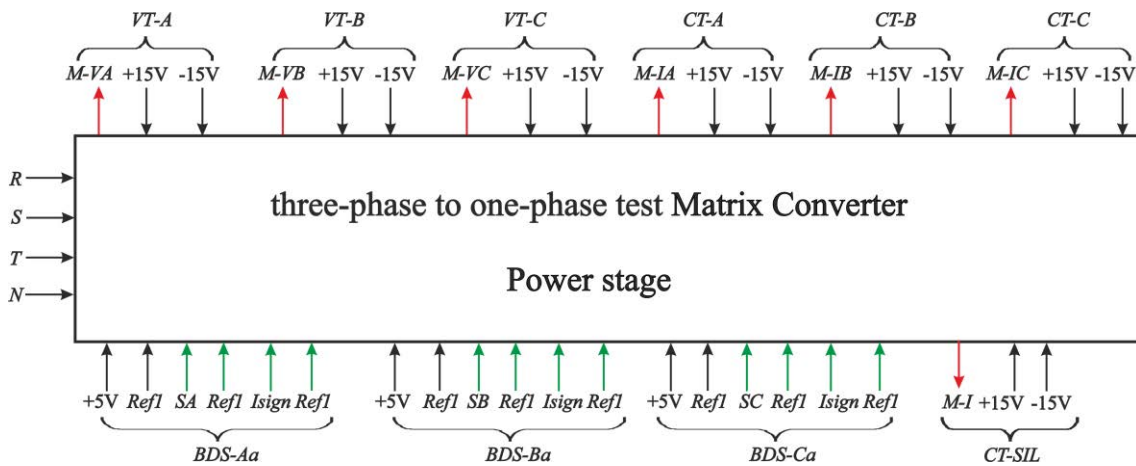 VT-A VT-B VT-C CT-A CT-B CT-C
M-VA +15V -15V M-VB +15V -15V M-VC +15V -15V M-IA +15V -15V M-IB +15V -15V M-IC +15V -15V
R
S
three-phase to one-phase test Matrix Converter
T
Power stage
N
+5V Ref1 SA Ref1 Isign Ref1 +5V Ref1 SB Ref1 Isign Ref1 +5V Ref1 SC Ref1 Isign Ref1 M-I +15V -15V
BDS-Aa BDS-Ba BDS-Ca CT-SIL